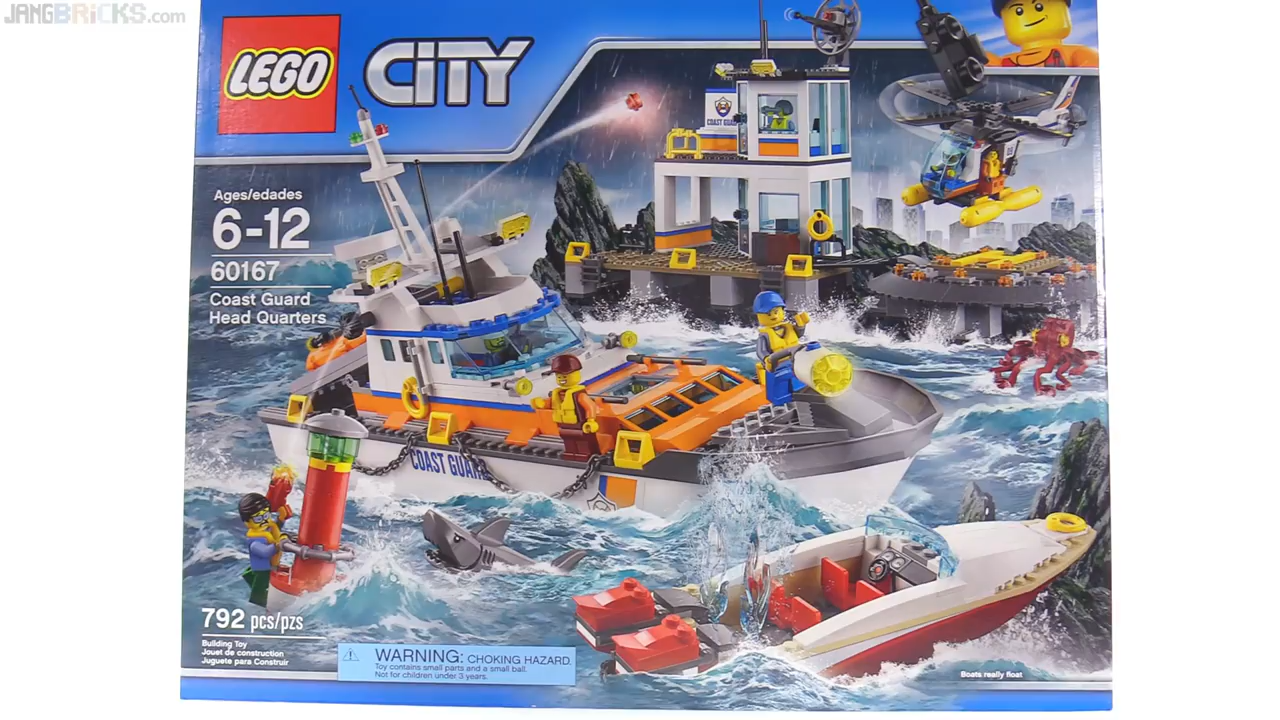 JANGBRiCKS.com
LEGO
CITY
COAST GUARD
Ages/edades
6-12
60167
Coast Guard
Head Quarters
COAST GUARD
792 pcs/pzs
Building Toy
Jouet de construction
Juguete para Construir
WARNING: CHOKING HAZARD.
Toy contains small parts and a small ball.
Not for children under 3 years.
Boats really float